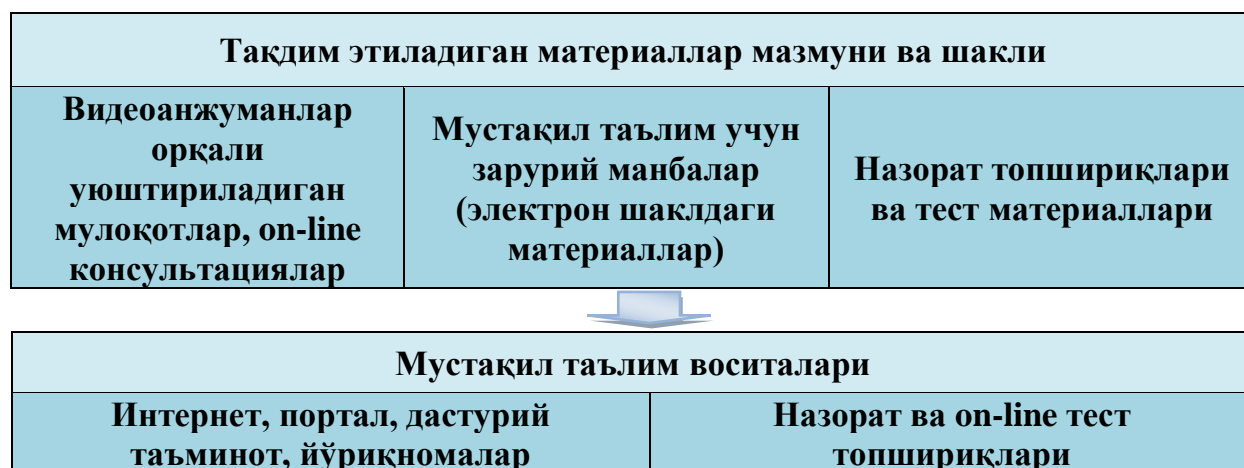 Тақдим этиладиган материаллар мазмуни ва шакли
Видеоанжуманлар
орқали
уюштириладиган
мулоқотлар, on-line
консультациялар
Мустақил таълим учун
зарурий манбалар
(электрон шаклдаги
материаллар)
Назорат топшириқлари
ва тест материаллари
Мустақил таълим воситалари
Интернет, портал, дастурий
таъминот, йўриқномалар
Назорат ва on-line тест
топшириқлари